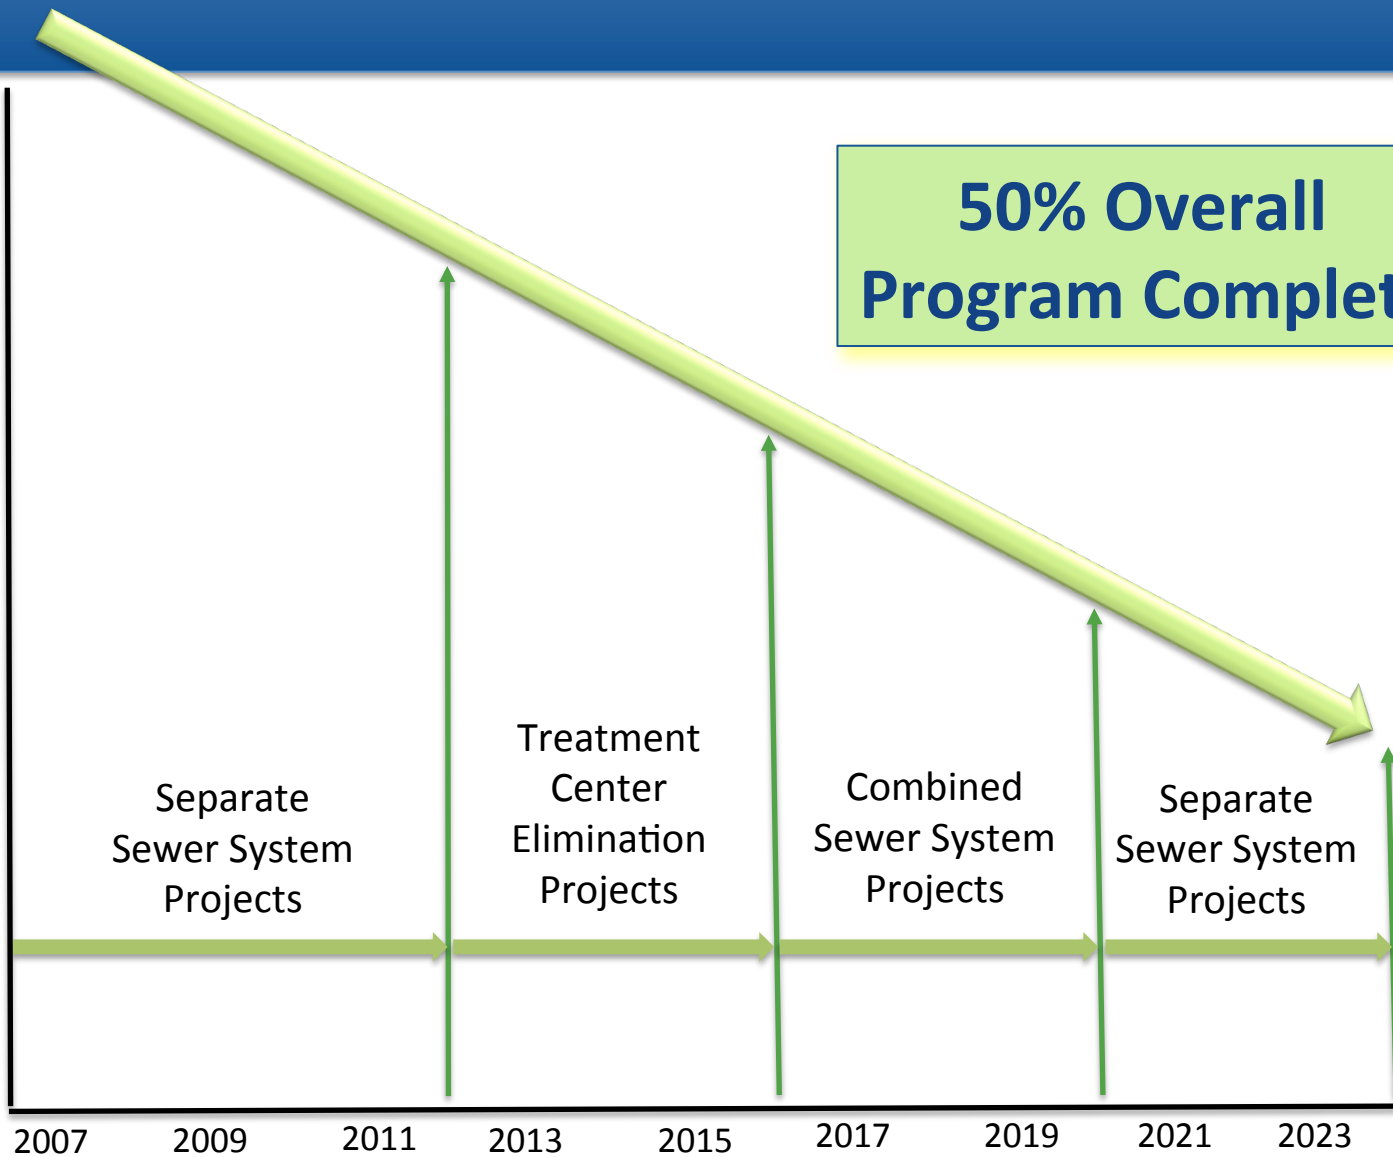 50% Overall
Program Complet
Separate
Sewer System
Projects
Treatment
Center
Elimination
Projects
Combined
Sewer System
Projects
Separate
Sewer System
Projects
2007 2009 2011 2013 2015 2017 2019 2021 2023